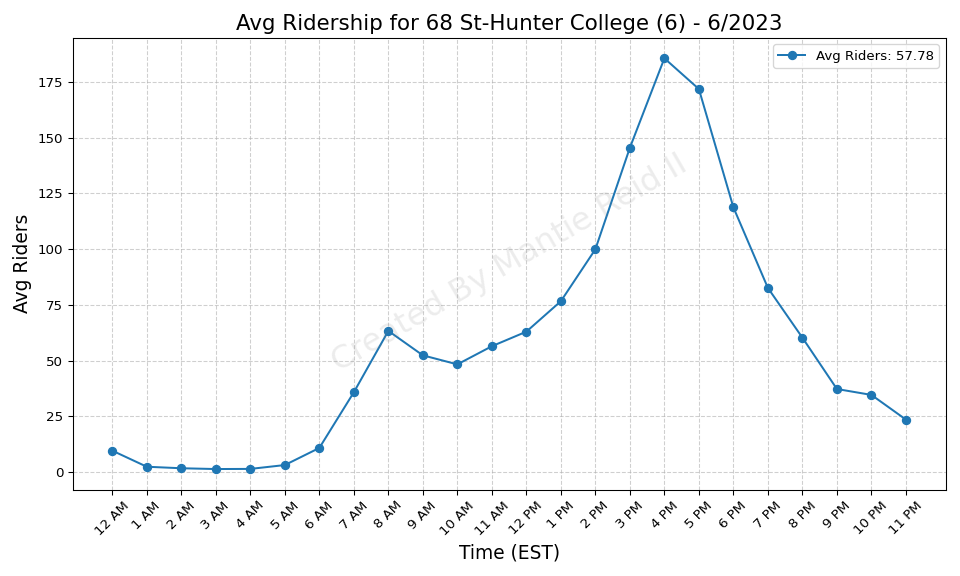 Avg Ridership for 68 St-Hunter College (6) - 6/2023
Avg Riders: 57.78
Avg Riders
175
150
125
100
75
50
25
0
Created By Mantle Reid II
12 AM
1 AM
2 AM
3 AM
4 AM
5 AM
6 AM
7 AM
8 AM
9 AM
10 AM
11 AM
12 PM
1 PM
2 PM
3 PM
4 PM
5 PM
6 PM
7 PM
8 PM
9 PM
10 PM
11 PM
Time (EST)